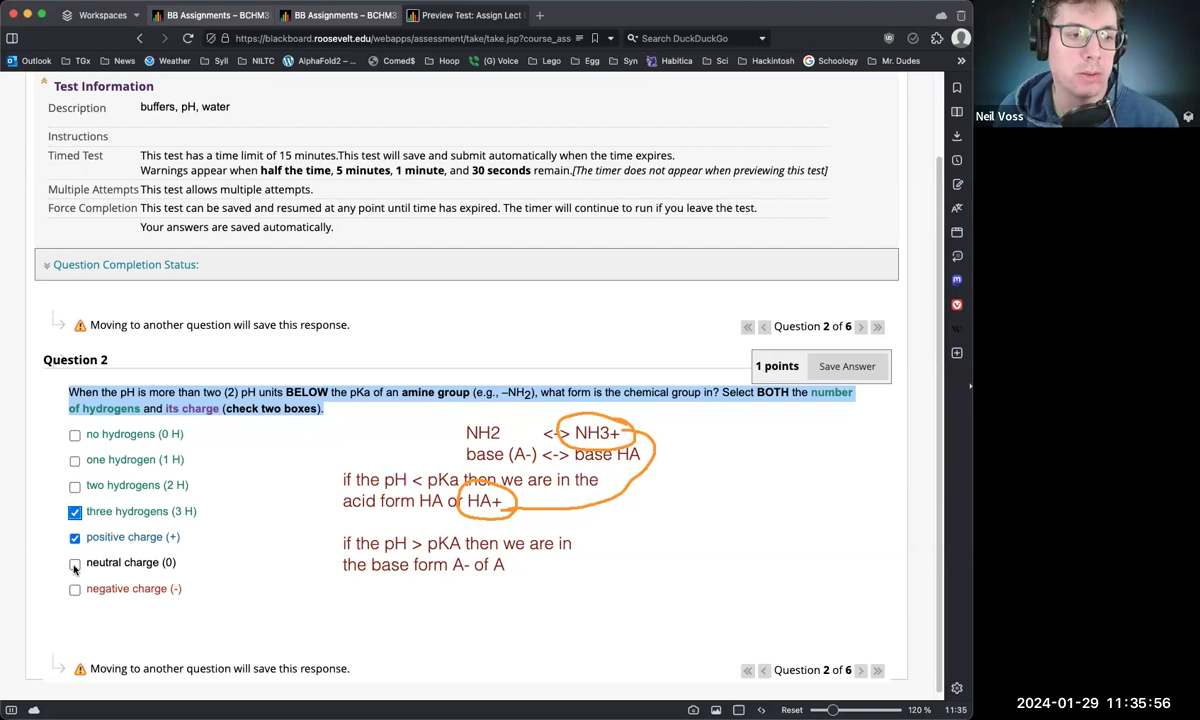 Workspaces
BB Assignments – BCHM3
BB Assignments – BCHM3
Preview Test: Assign Lect
https://blackboard.roosevelt.edu/webapps/assessment/take/take.jsp?course_ass
Search DuckDuckGo
Outlook
TGx
News
Weather
Syll
NILTC
AlphaFold2 – ...
Comed$
Hoop
(G) Voice
Lego
Egg
Syn
Habitica
Sci
Hackintosh
Schoology
Mr. Dudes
Neil Voss
Test Information
Description buffers, pH, water
Instructions
Timed Test This test has a time limit of 15 minutes.This test will save and submit automatically when the time expires.
Warnings appear when half the time, 5 minutes, 1 minute, and 30 seconds remain.[The timer does not appear when previewing this test]
Multiple Attempts This test allows multiple attempts.
Force Completion This test can be saved and resumed at any point until time has expired. The timer will continue to run if you leave the test.
Your answers are saved automatically.
Question Completion Status:
Moving to another question will save this response.
Question 2 of 6
Question 2
1 points
Save Answer
When the pH is more than two (2) pH units BELOW the pKa of an amine group (e.g., –NH2), what form is the chemical group in? Select BOTH the number
of hydrogens and its charge (check two boxes).
no hydrogens (0 H)
one hydrogen (1 H)
two hydrogens (2 H)
three hydrogens (3 H)
positive charge (+)
neutral charge (0)
negative charge (-)
NH2 <-> NH3+
base (A-) <-> base HA
if the pH < pKa then we are in the
acid form HA or HA+
if the pH > pKA then we are in
the base form A- of A
Moving to another question will save this response.
Question 2 of 6
Reset
120 %
11:35
2024-01-29 11:35:56